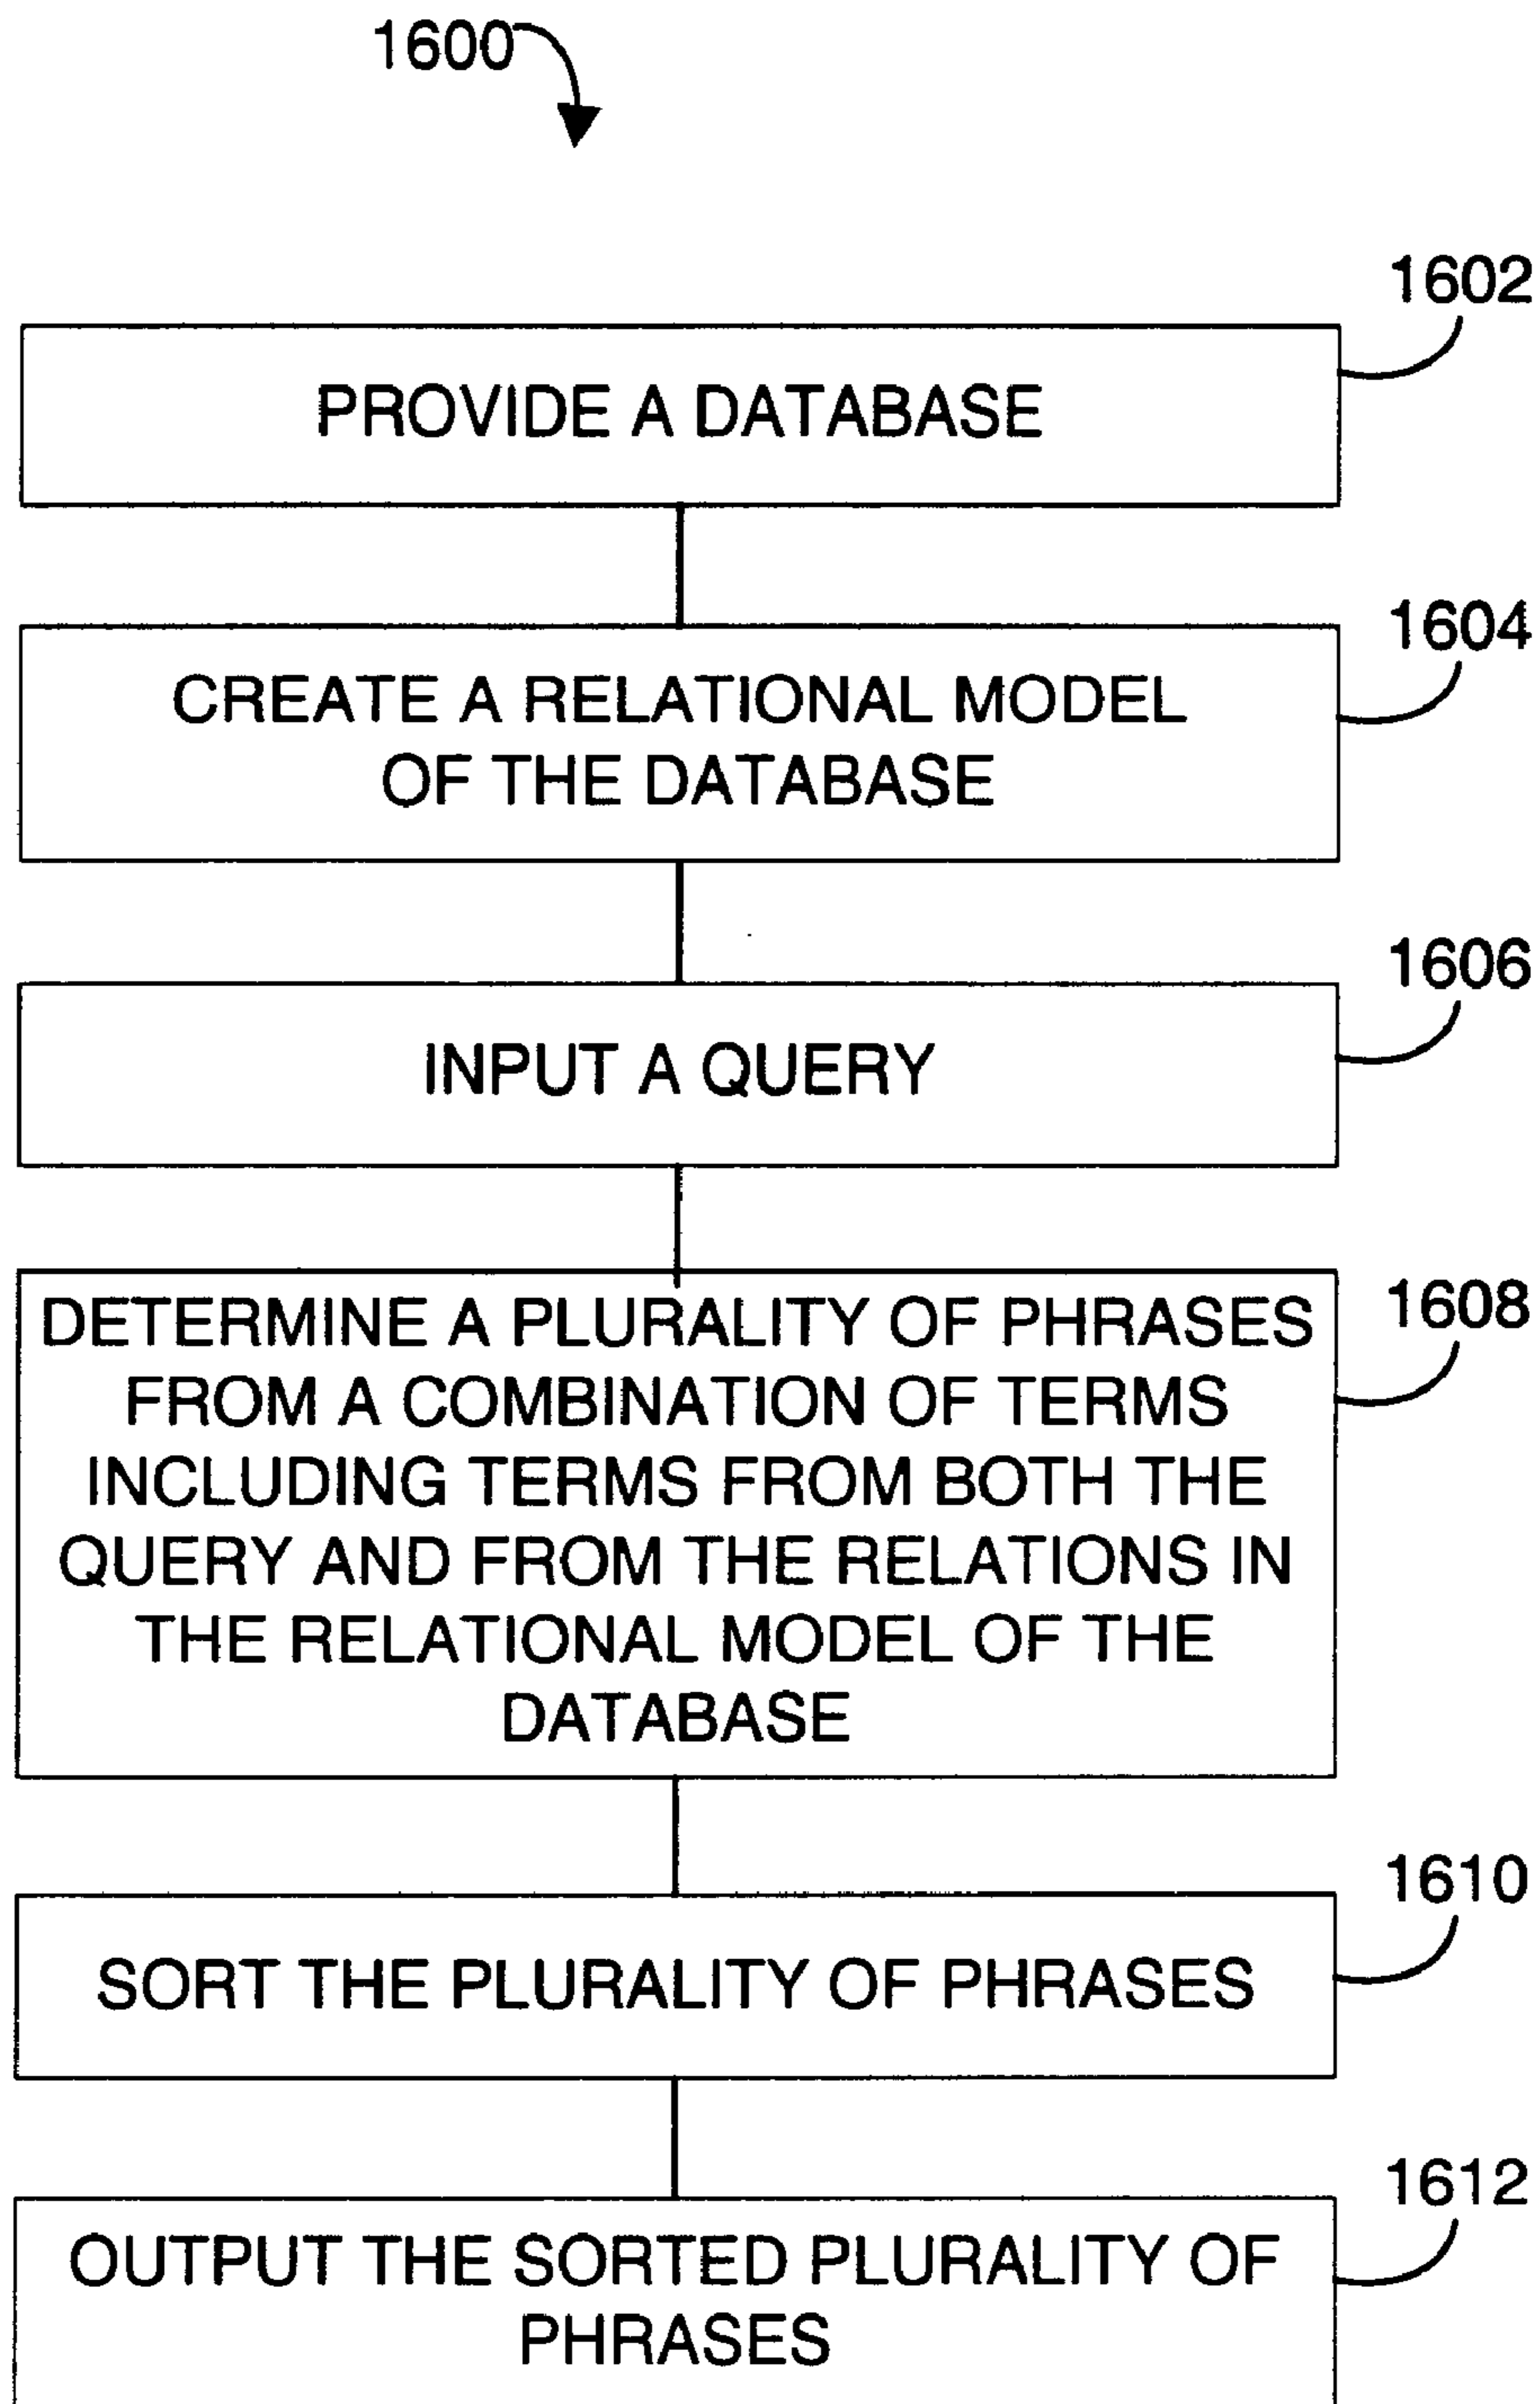 1600
1602
PROVIDE A DATABASE
1604
CREATE A RELATIONAL MODEL
OF THE DATABASE
1606
INPUT A QUERY
1608
DETERMINE A PLURALITY OF PHRASES
FROM A COMBINATION OF TERMS
INCLUDING TERMS FROM BOTH THE
QUERY AND FROM THE RELATIONS IN
THE RELATIONAL MODEL OF THE
DATABASE
1610
SORT THE PLURALITY OF PHRASES
1612
OUTPUT THE SORTED PLURALITY OF
PHRASES